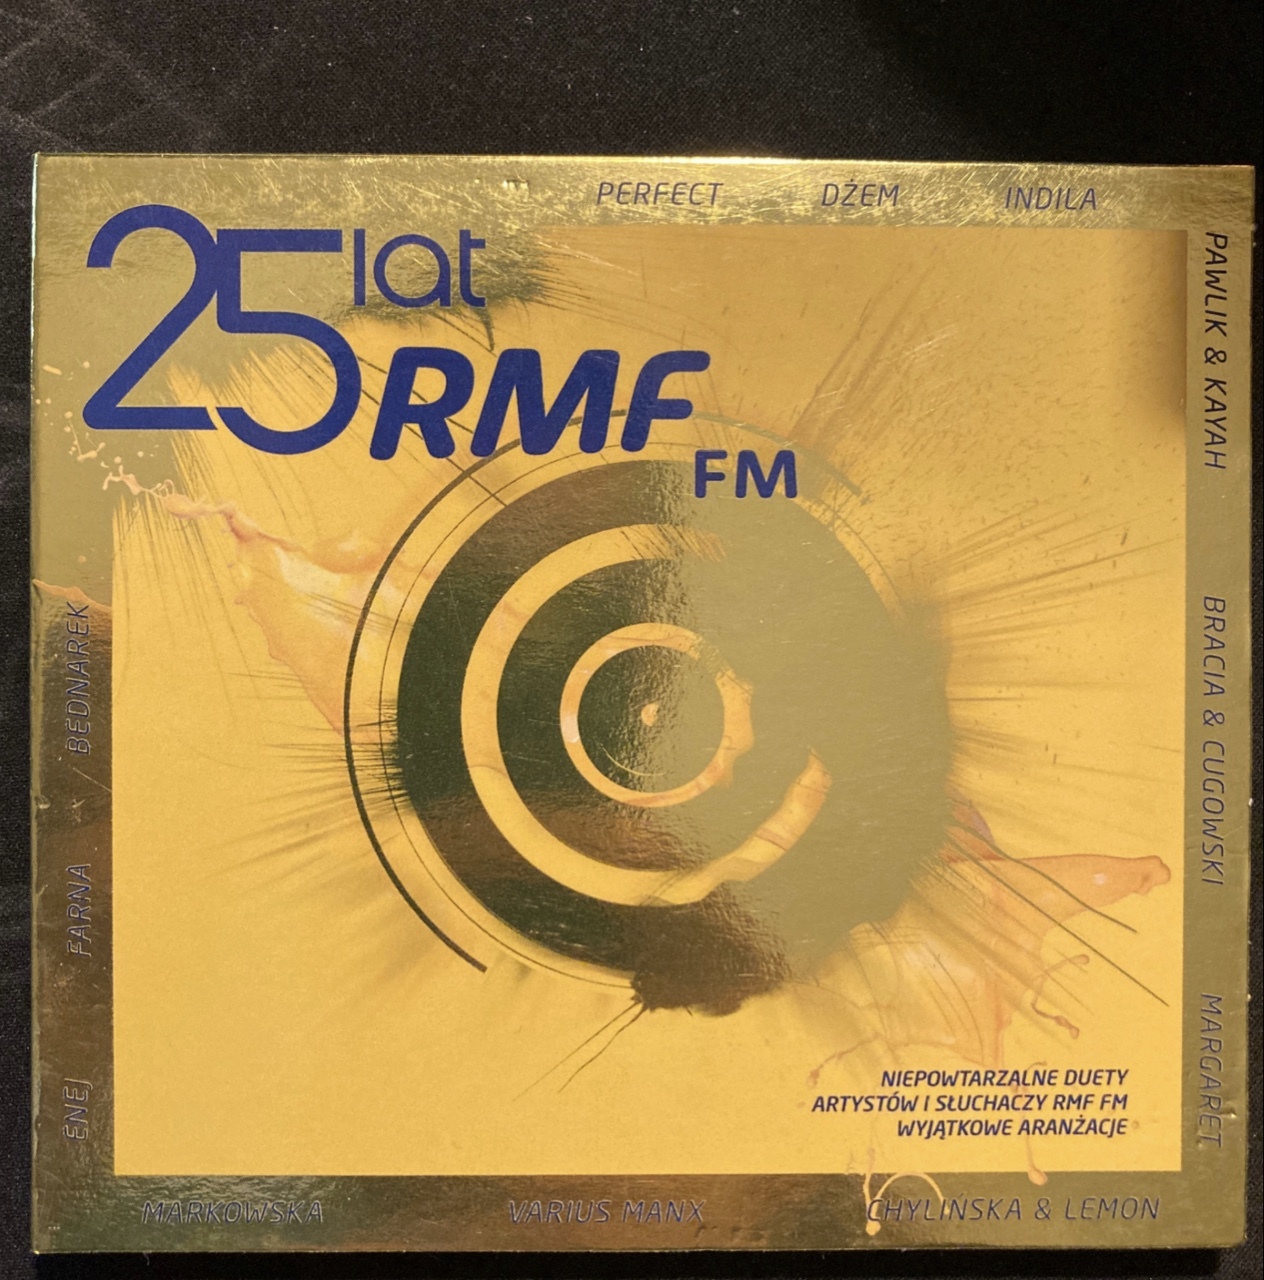 PERFECT DŻEM INDILA
25 lat
RMF
FM
PAWLIK & KAYAH
BRACIA & CUGOWSKI
MARGARET
BEDNAREK
FARNA
ENEJ
NIEPOWTARZALNE DUETY
ARTYSTÓW I SŁUCHACZY RMF FM
WYJĄTKOWE ARANŻACJE
MARKOWSKA VARIUS MANX CHYLIŃSKA & LEMON